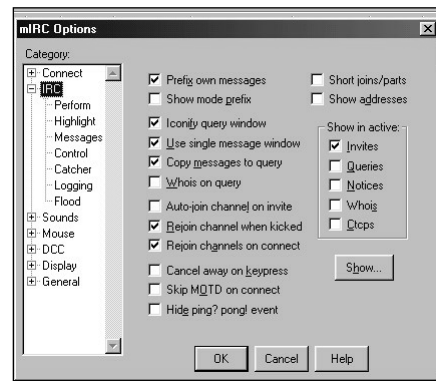 mIRC Options
Category:
Connect
IRC
Perform
Highlight
Messages
Control
Catcher
Logging
Flood
Sounds
Mouse
DCC
Display
General
Prefix own messages
Show mode prefix
Iconify query window
Use single message window
Copy messages to query
Whois on query
Auto-join channel on invite
Rejoin channel when kicked
Rejoin channels on connect
Cancel away on keypress
Skip MOTD on connect
Hide ping? pong! event
Short joins/parts
Show addresses
Show in active:
Invites
Queries
Notices
Whois
Ctcps
Show...
OK Cancel Help